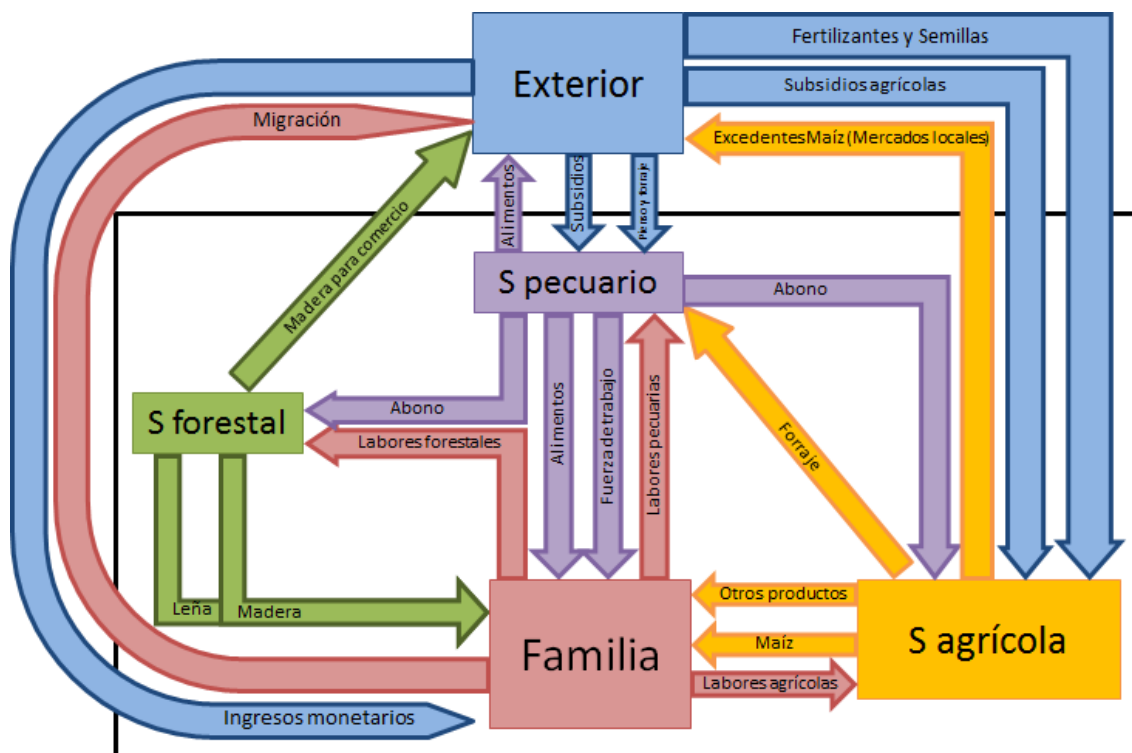 Fertilizantes y Semillas
Exterior
Subsidios agrícolas
Migración
ExcedentesMaíz (Mercados locales)
Alimentos
Subsidios
Pienso y forraje
Madera para comercio
S pecuario
Abono
S forestal
Abono
Labores forestales
Alimentos
Fuerza de trabajo
Labores pecuarias
Forraje
Leña
Madera
Otros productos
Familia
Maíz
S agrícola
Labores agrícolas
Ingresos monetarios